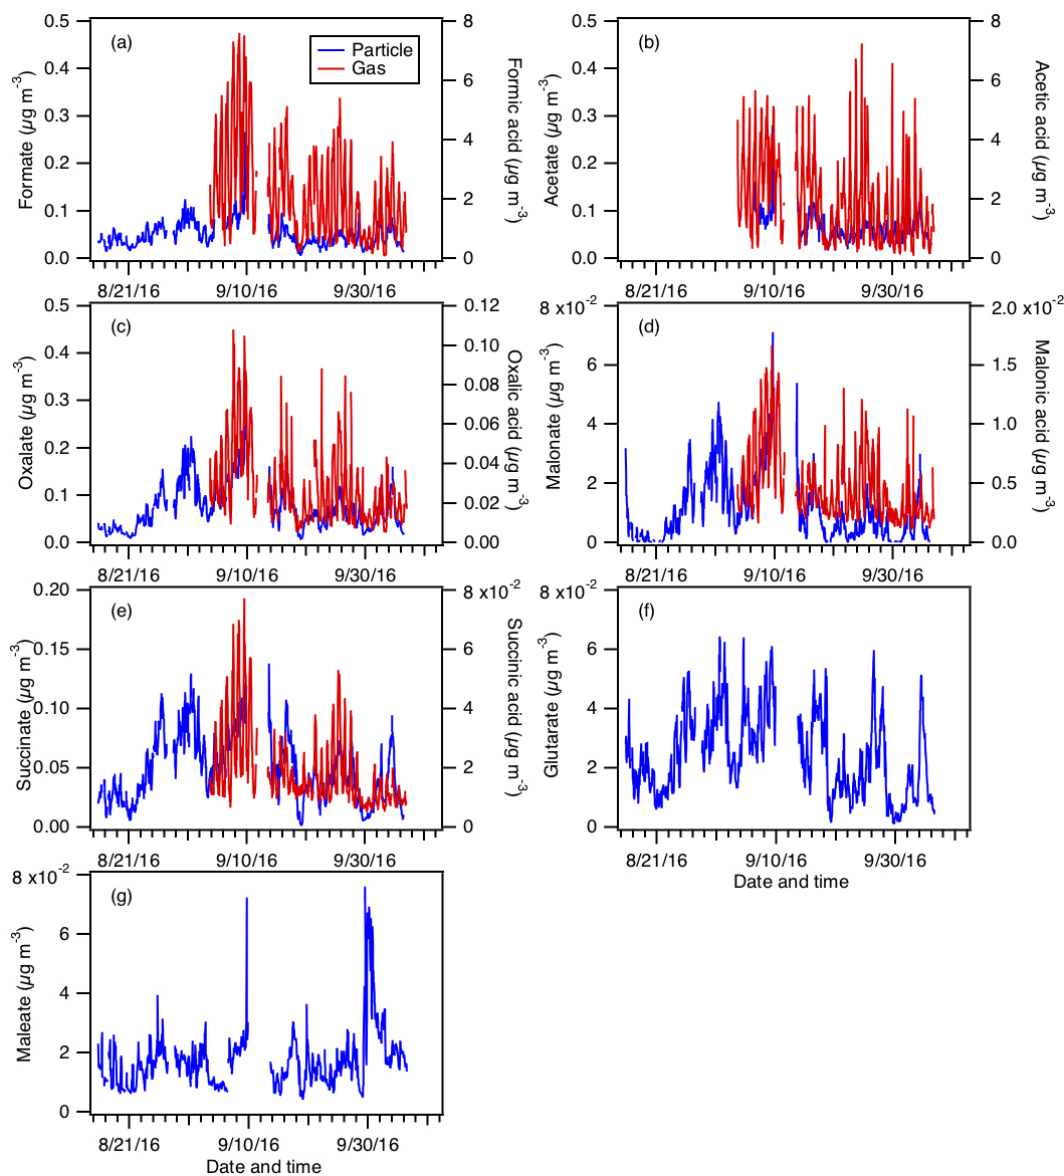 (a)
Particle
Gas
0.5
0.4
0.3
0.2
0.1
0.0
Formate (µg m⁻³)
8
6
4
2
0
Formic acid (µg m⁻³)
8/21/16 9/10/16 9/30/16
(b)
0.5
0.4
0.3
0.2
0.1
0.0
Acetate (µg m⁻³)
8
6
4
2
0
Acetic acid (µg m⁻³)
8/21/16 9/10/16 9/30/16
(c)
0.5
0.4
0.3
0.2
0.1
0.0
Oxalate (µg m⁻³)
0.12
0.10
0.08
0.06
0.04
0.02
0.00
Oxalic acid (µg m⁻³)
8/21/16 9/10/16 9/30/16
(d)
8 x10⁻²
6
4
2
0
Malonate (µg m⁻³)
2.0 x10⁻²
1.5
1.0
0.5
0.0
Malonic acid (µg m⁻³)
8/21/16 9/10/16 9/30/16
(e)
0.20
0.15
0.10
0.05
0.00
Succinate (µg m⁻³)
8 x10⁻²
6
4
2
0
Succinic acid (µg m⁻³)
8/21/16 9/10/16 9/30/16
(f)
8 x10⁻²
6
4
2
0
Glutarate (µg m⁻³)
8/21/16 9/10/16 9/30/16
Date and time
(g)
8 x10⁻²
6
4
2
0
Maleate (µg m⁻³)
8/21/16 9/10/16 9/30/16
Date and time